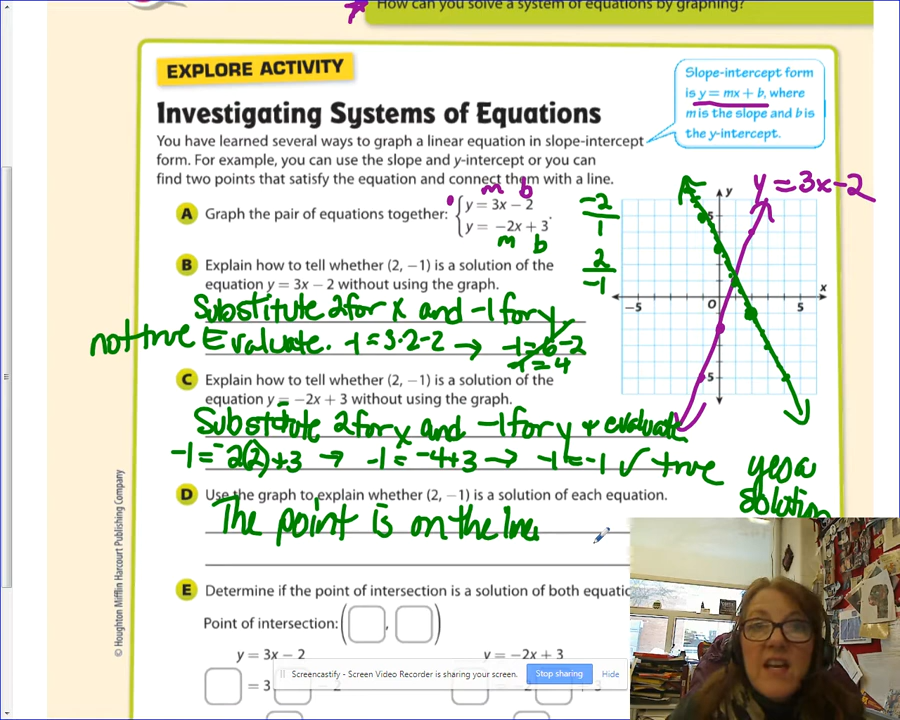 How can you solve a system of equations by graphing?
EXPLORE ACTIVITY
Investigating Systems of Equations
You have learned several ways to graph a linear equation in slope-intercept
form. For example, you can use the slope and y-intercept or you can
find two points that satisfy the equation and connect them with a line.
Slope-intercept form
is y = mx + b, where
m is the slope and b is
the y-intercept.
m b
A Graph the pair of equations together: { y = 3x − 2
y = −2x + 3 .
m b
-2/1
2/-1
y = 3x - 2
y
x
5
−5
O
5
5
B Explain how to tell whether (2, −1) is a solution of the
equation y = 3x − 2 without using the graph.
Substitute 2 for x and -1 for y
not true Evaluate. -1 = 3·2-2 → -1 = 6-2
-1 = 4
C Explain how to tell whether (2, −1) is a solution of the
equation y = −2x + 3 without using the graph.
Substitute 2 for x and -1 for y + evaluate
-1 = -2(2)+3 → -1 = -4+3 → -1 = -1 ✓ true
yes a
solution
D Use the graph to explain whether (2, −1) is a solution of each equation.
The point is on the line
E Determine if the point of intersection is a solution of both
Point of intersection: ( , )
y = 3x − 2
y = −2x + 3
= 3
Screencastify - Screen Video Recorder is sharing your screen.
Stop sharing
Hide
© Houghton Mifflin Harcourt Publishing Company